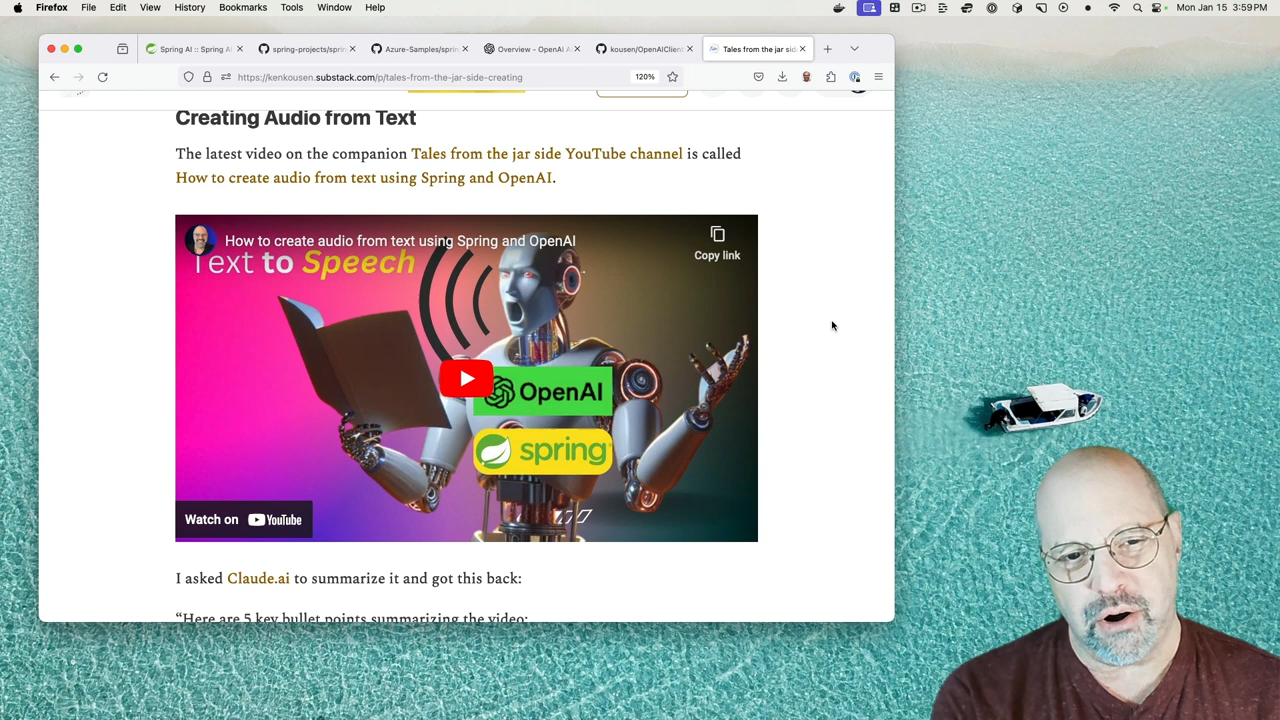 Firefox File Edit View History Bookmarks Tools Window Help Mon Jan 15 3:59 PM
Spring AI :: Spring AI
spring-projects/sprin
Azure-Samples/sprin
Overview - OpenAI A
kousen/OpenAIClient
Tales from the jar side
https://kenkousen.substack.com/p/tales-from-the-jar-side-creating 120%
Creating Audio from Text
The latest video on the companion Tales from the jar side YouTube channel is called
How to create audio from text using Spring and OpenAI.
How to create audio from text using Spring and OpenAI
Copy link
Text to Speech
OpenAI
spring
Watch on YouTube
I asked Claude.ai to summarize it and got this back:
“Here are 5 key bullet points summarizing the video: